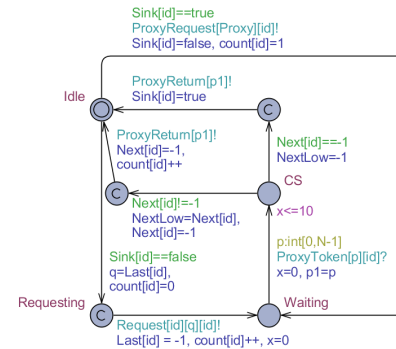 Sink[id]==true
ProxyRequest[Proxy][id]!
Sink[id]=false, count[id]=1
Idle
ProxyReturn[p1]!
Sink[id]=true
C
ProxyReturn[p1]!
Next[id]=-1,
count[id]++
Next[id]==-1
NextLow=-1
C
CS
Next[id]!=-1
NextLow=Next[id],
Next[id]=-1
x<=10
p:int[0,N-1]
ProxyToken[p][id]?
x=0, p1=p
Sink[id]==false
q=Last[id],
count[id]=0
Requesting
C
Waiting
Request[id][q][id]!
Last[id] = -1, count[id]++, x=0